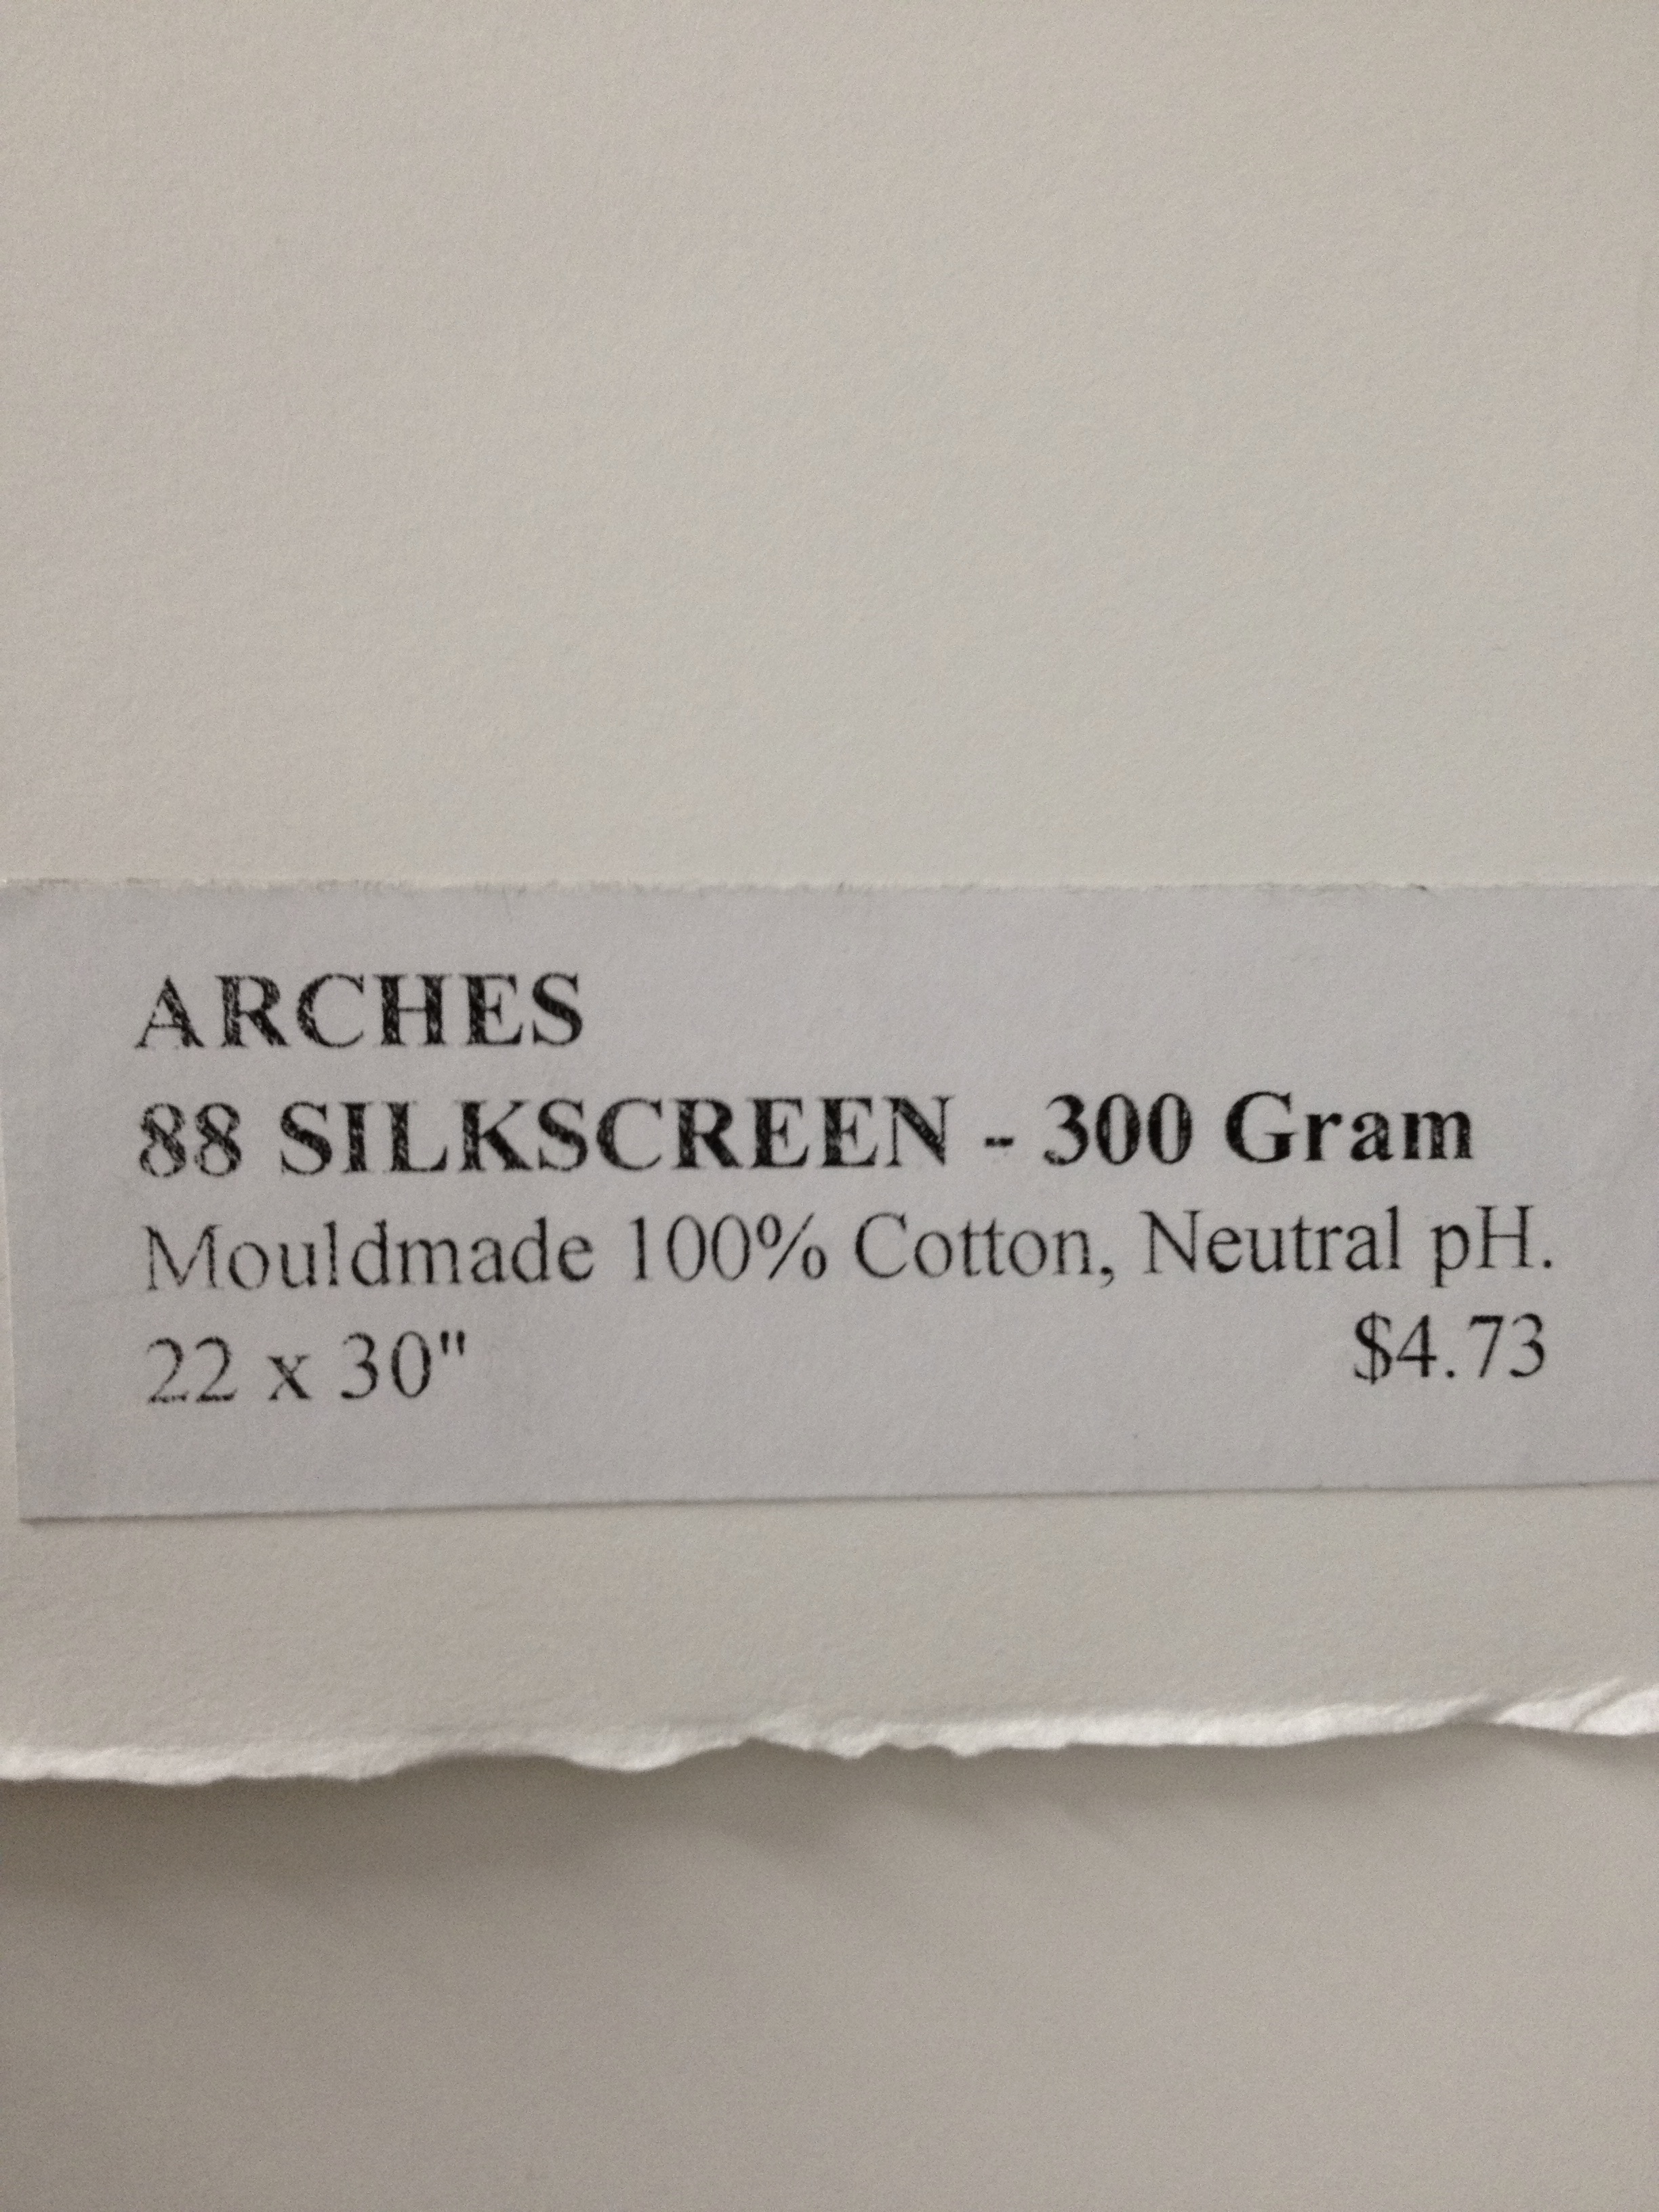 ARCHES
88 SILKSCREEN - 300 Gram
Mouldmade 100% Cotton, Neutral pH.
22 x 30" $4.73